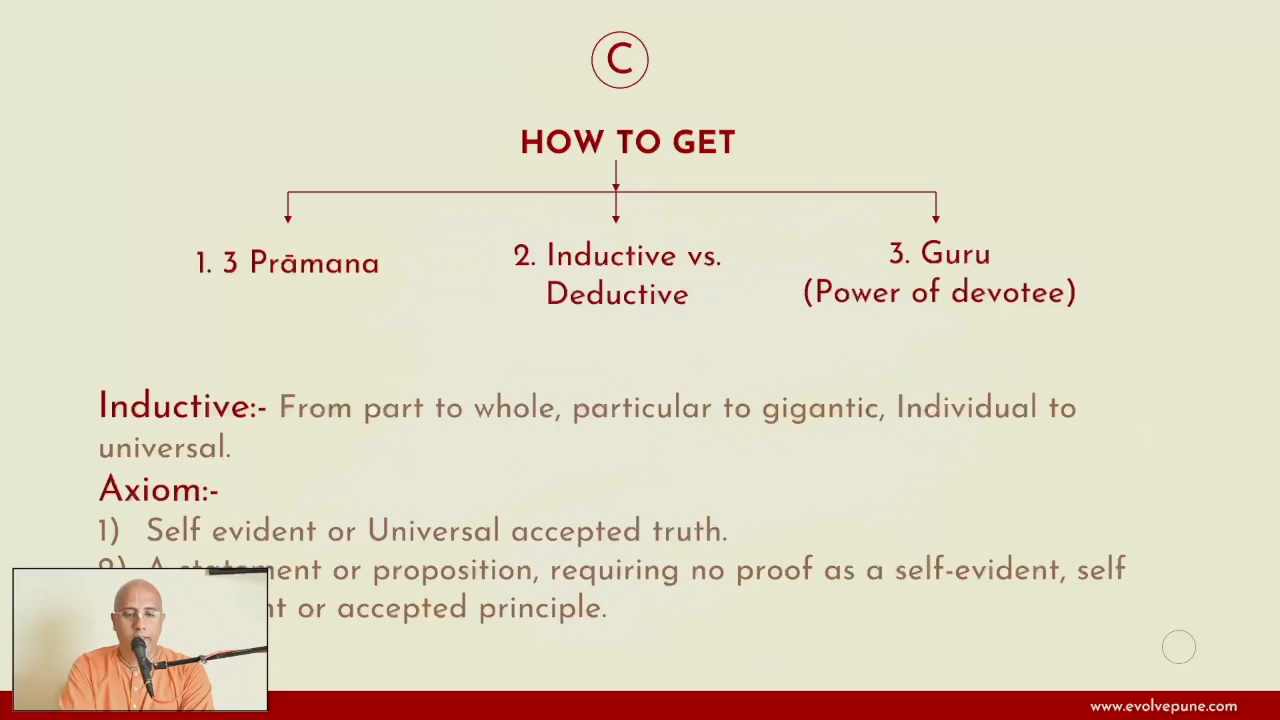 C
HOW TO GET
1. 3 Prāmana
2. Inductive vs.
Deductive
3. Guru
(Power of devotee)
Inductive:- From part to whole, particular to gigantic, Individual to
universal.
Axiom:-
1) Self evident or Universal accepted truth.
or proposition, requiring no proof as a self-evident, self
or accepted principle.
www.evolvepune.com